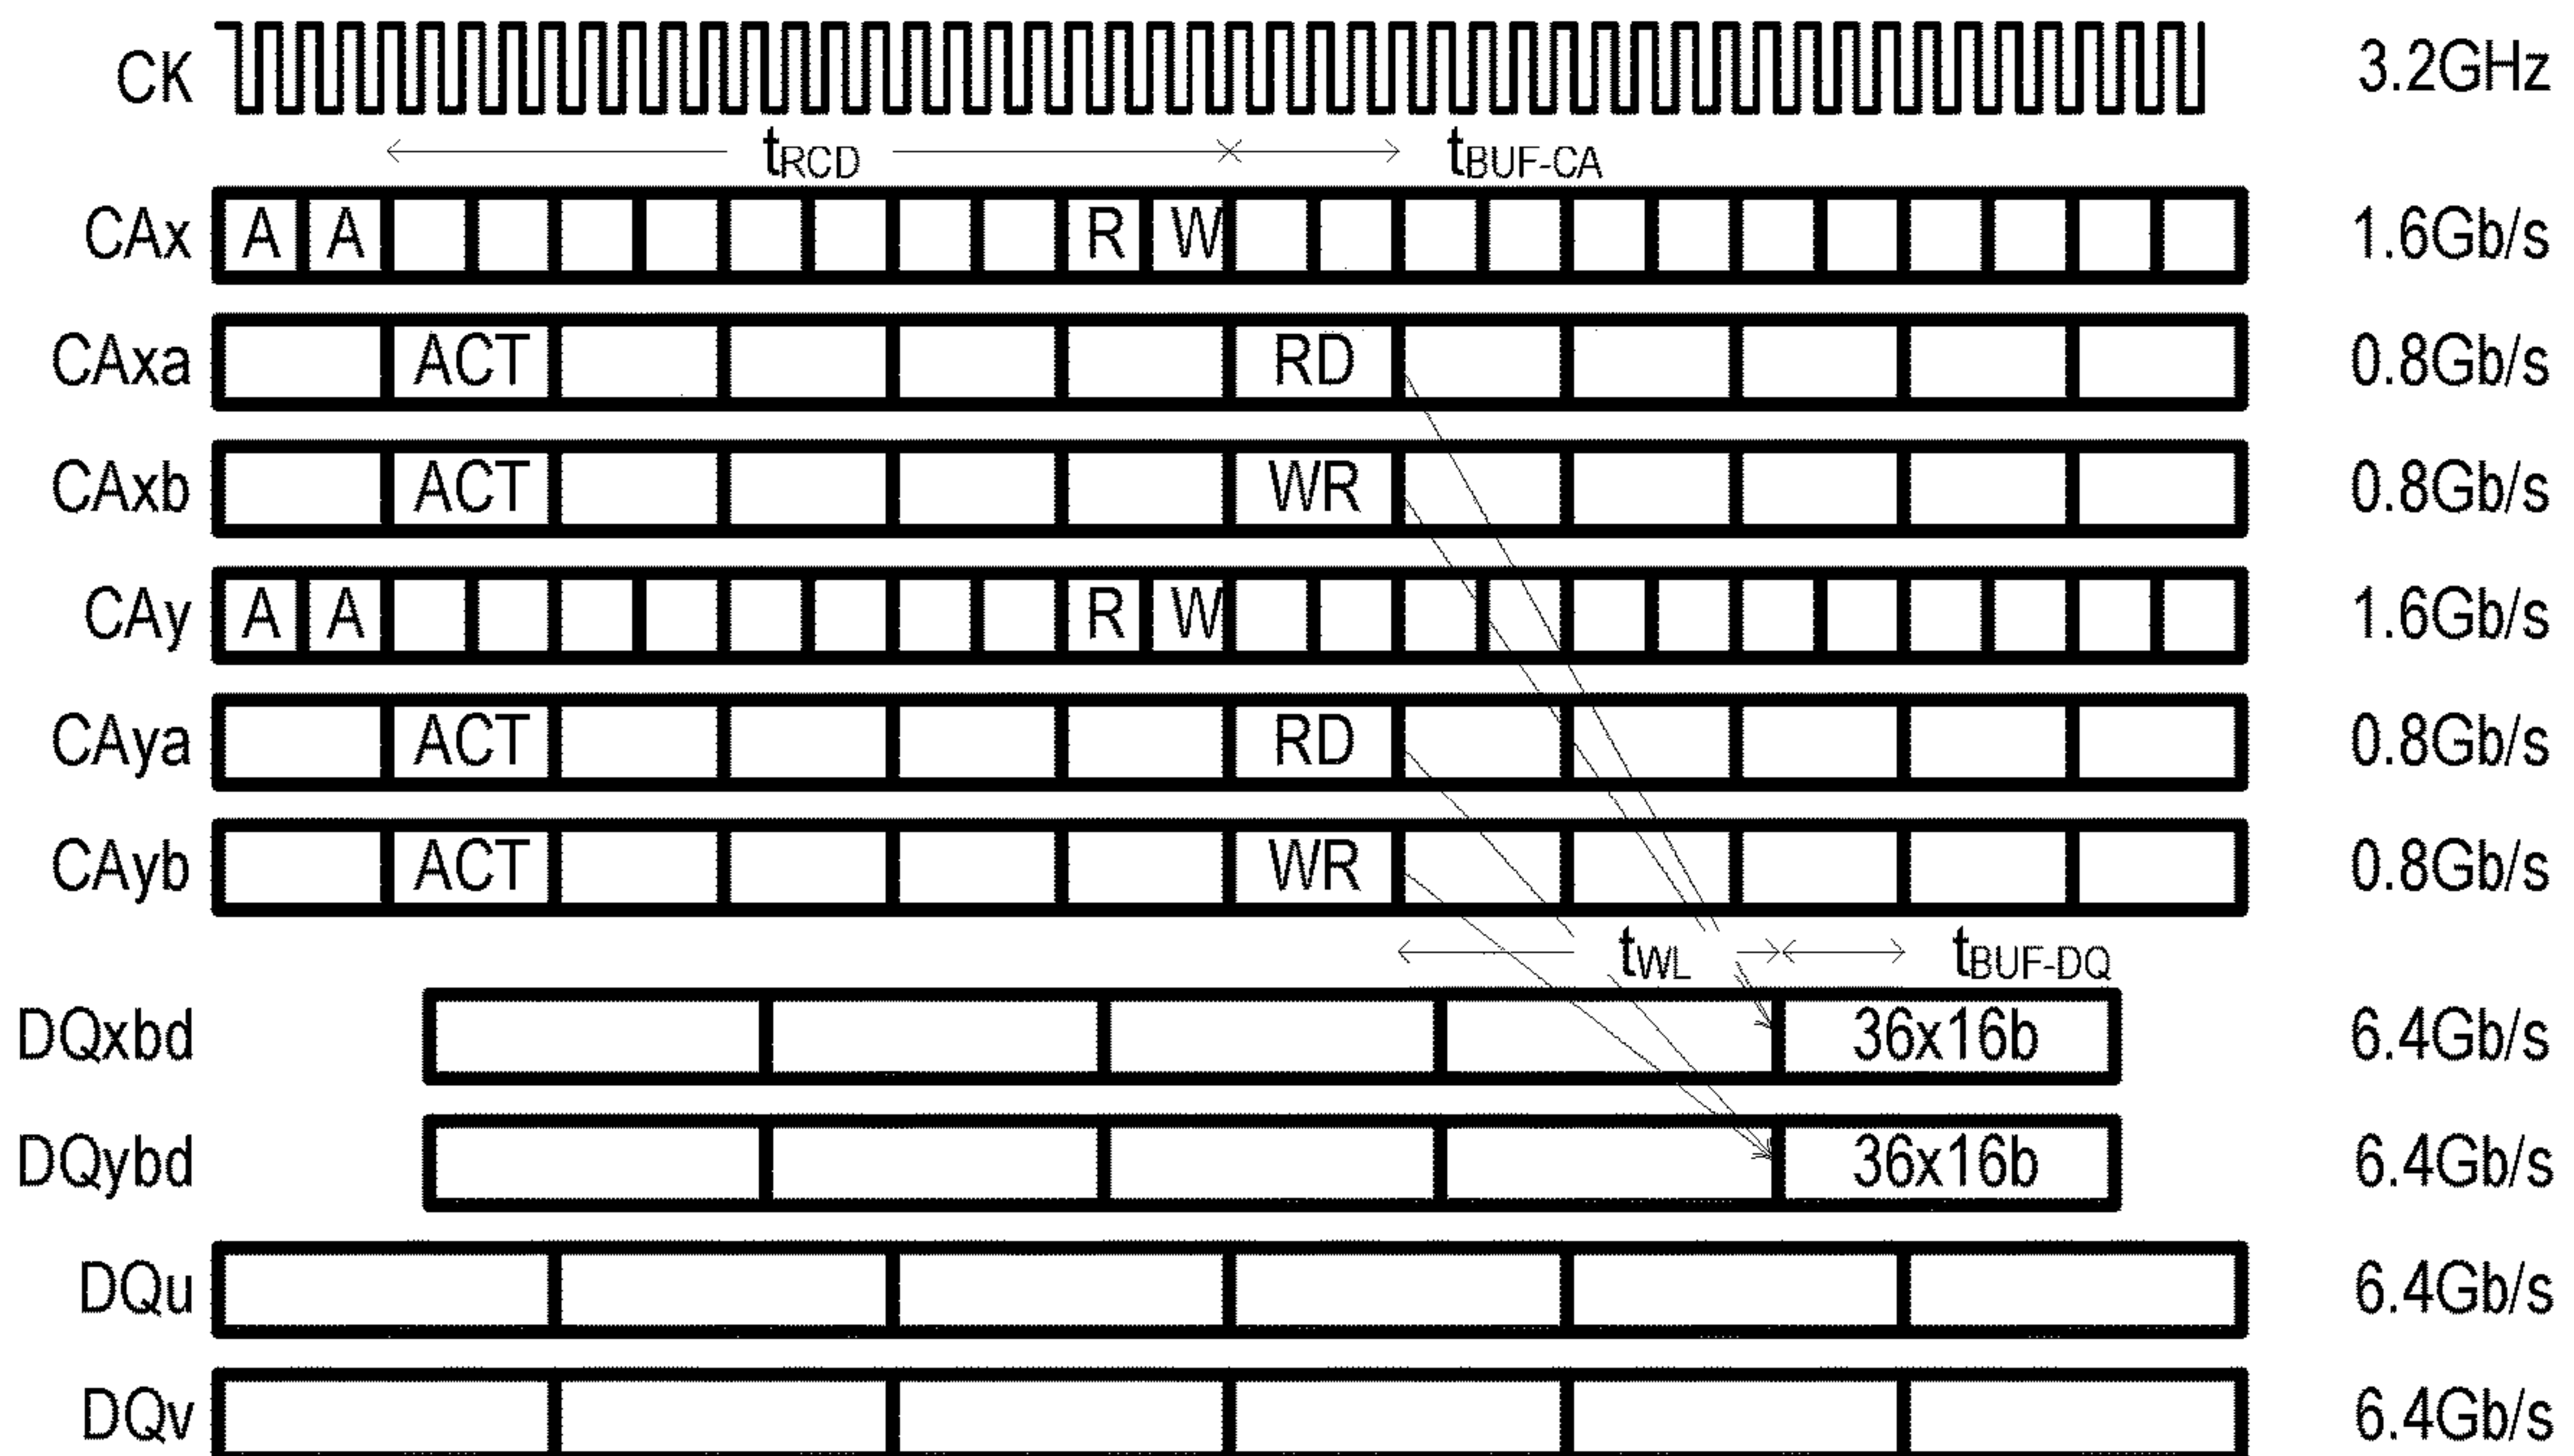 CK 3.2GHz
tRCD tBUF-CA
CAx A A R W 1.6Gb/s
CAxa ACT RD 0.8Gb/s
CAxb ACT WR 0.8Gb/s
CAy A A R W 1.6Gb/s
CAya ACT RD 0.8Gb/s
CAyb ACT WR 0.8Gb/s
tWL tBUF-DQ
DQxbd 36x16b 6.4Gb/s
DQybd 36x16b 6.4Gb/s
DQu 6.4Gb/s
DQv 6.4Gb/s